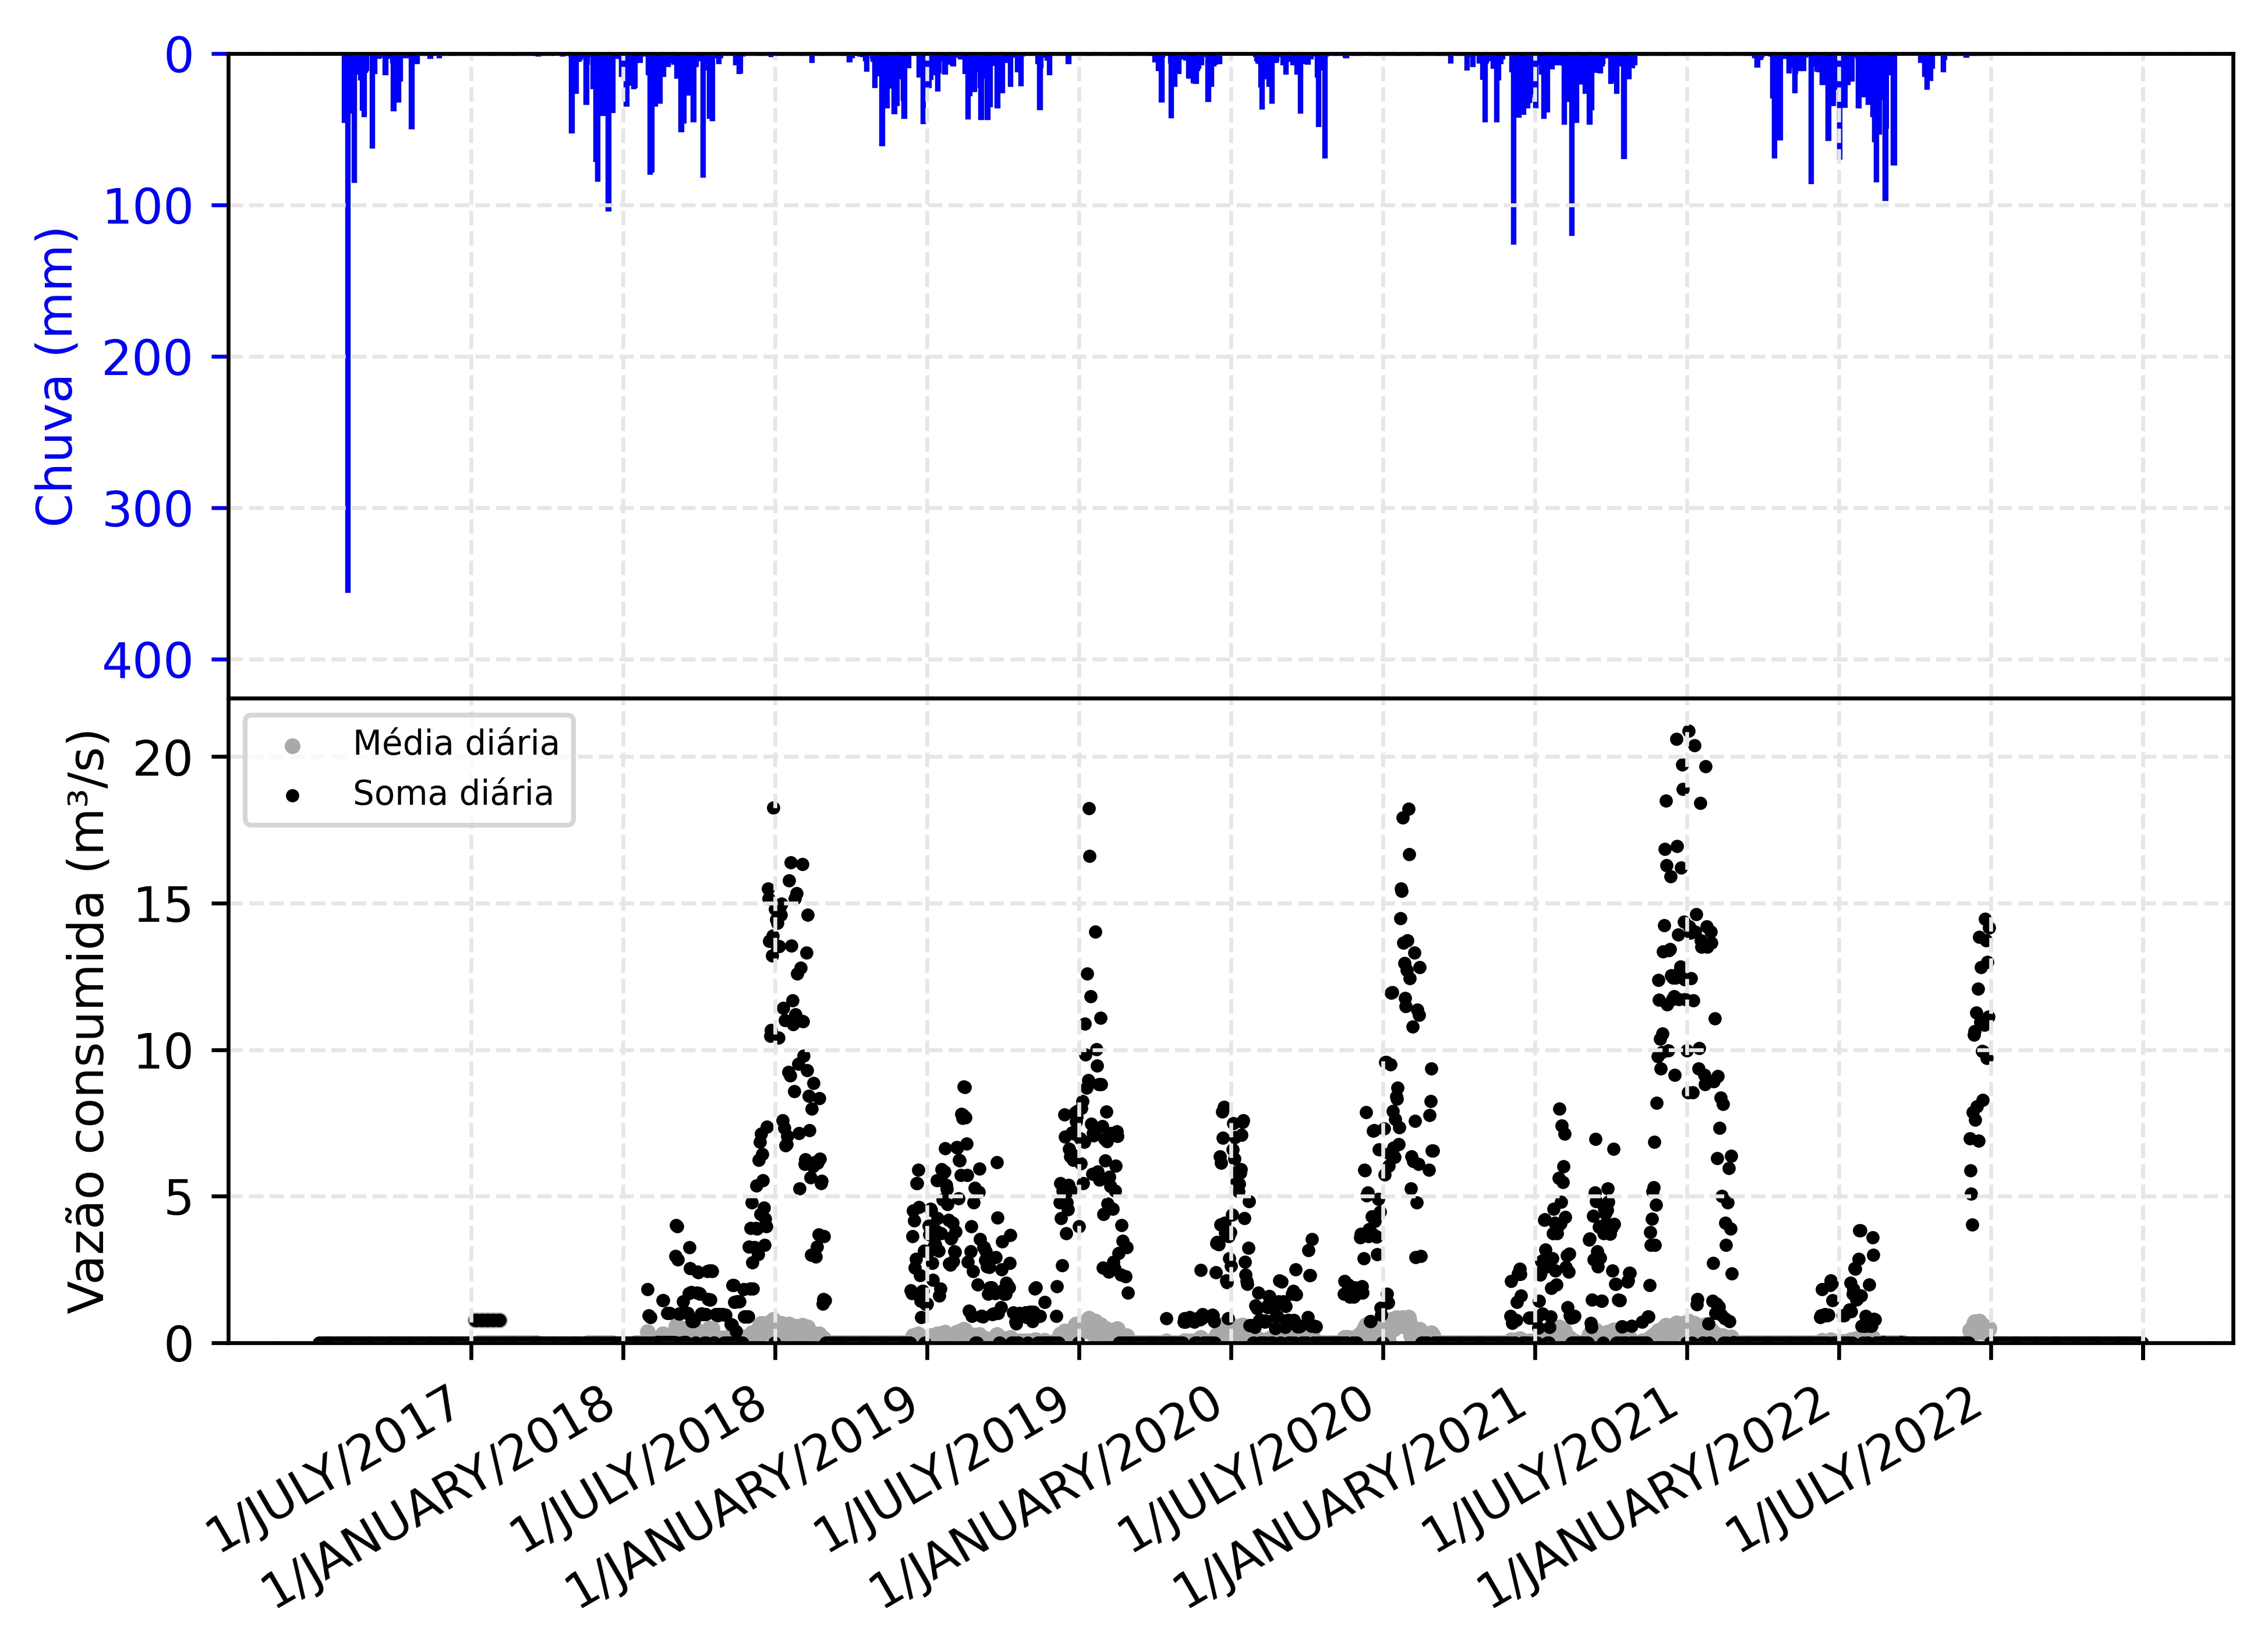 0
100
200
300
400
Chuva (mm)
Média diária
Soma diária
20
15
10
5
0
Vazão consumida (m³/s)
1/JULY/2017
1/JANUARY/2018
1/JULY/2018
1/JANUARY/2019
1/JULY/2019
1/JANUARY/2020
1/JULY/2020
1/JANUARY/2021
1/JULY/2021
1/JANUARY/2022
1/JULY/2022